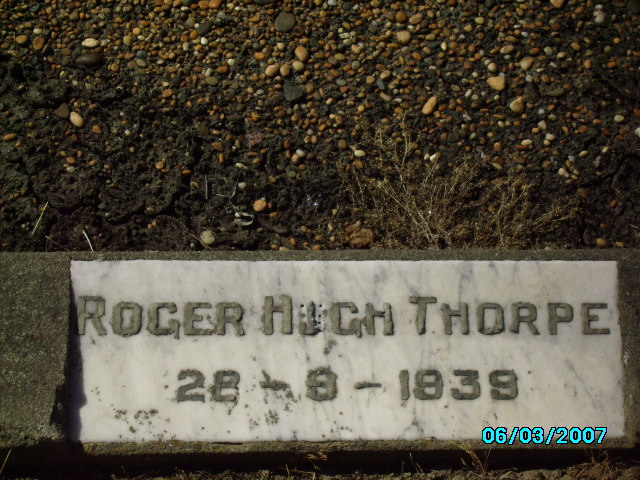 ROGER HUGH THORPE
28 - 8 - 1939
06/03/2007